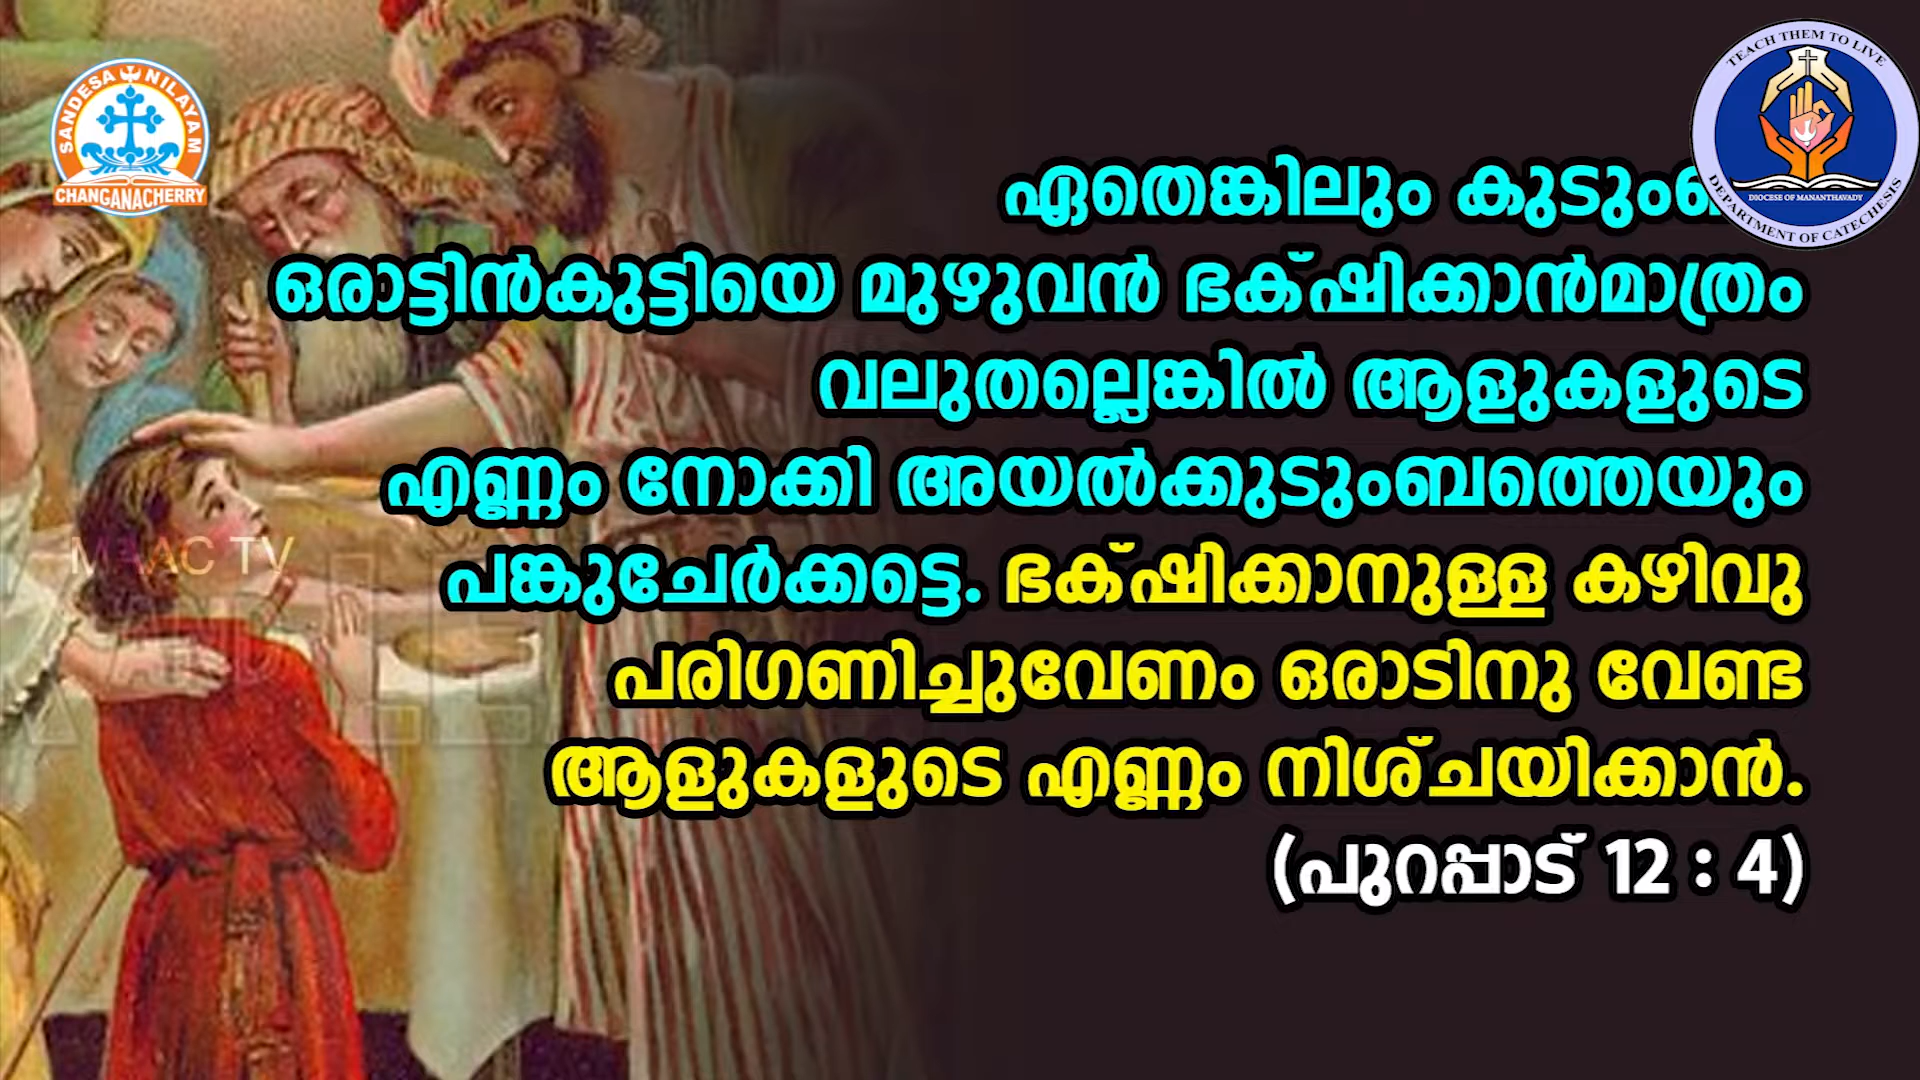 SANDESA NILAYAM
CHANGANACHERRY
TEACH THEM TO LIVE
DIOCESE OF MANANTHAVADY
DEPARTMENT OF CATECHESIS
ഏതെങ്കിലും
ഒരാട്ടിൻകുട്ടിയെ മുഴുവൻ ഭക്‌ഷിക്കാൻമാത്രം
വലുതല്ലെങ്കിൽ ആളുകളുടെ
എണ്ണം നോക്കി അയൽക്കുടുംബത്തെയും
പങ്കുചേർക്കട്ടെ. ഭക്‌ഷിക്കാനുള്ള കഴിവു
പരിഗണിച്ചുവേണം ഒരാടിനു വേണ്ട
ആളുകളുടെ എണ്ണം നിശ്ചയിക്കാൻ.
(പുറപ്പാട് 12 : 4)
TV